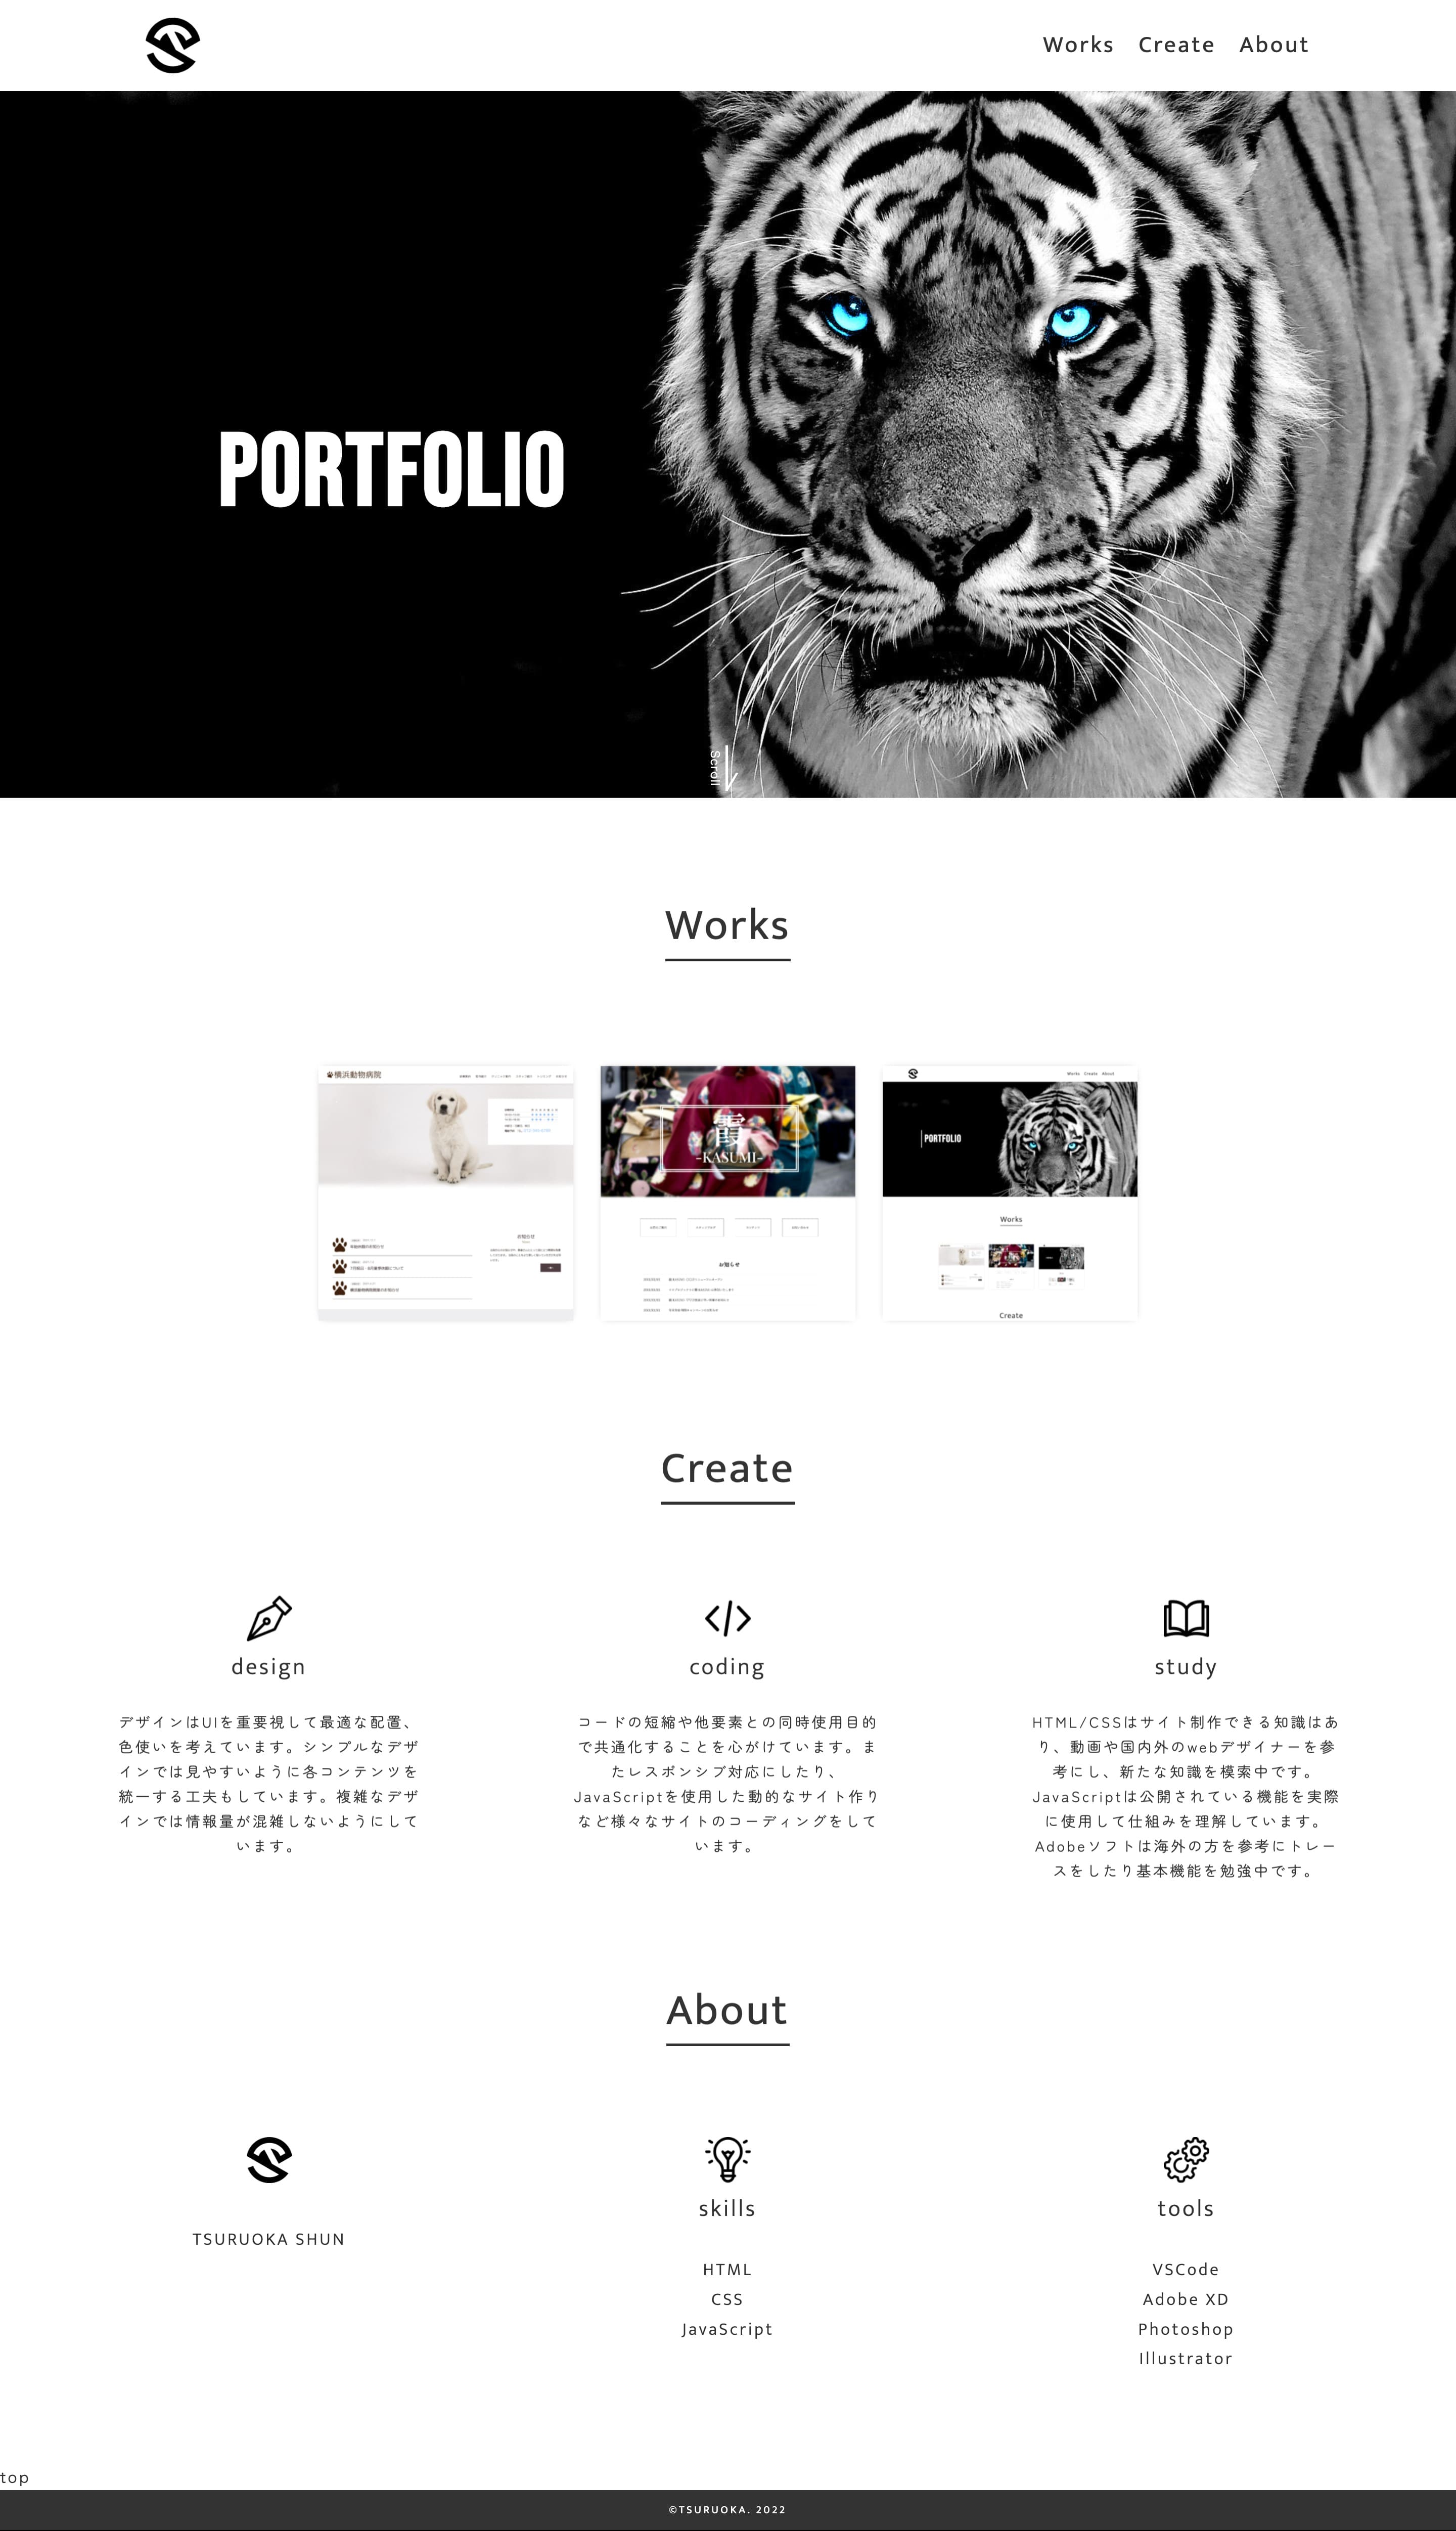 Works Create About
PORTFOLIO
Scroll
Works
横浜動物病院
霞
-KASUMI-
お知らせ
Works Create About
PORTFOLIO
Works
Create
Create
design
デザインはUIを重要視して最適な配置、
色使いを考えています。シンプルなデザ
インでは見やすいように各コンテンツを
統一する工夫もしています。複雑なデザ
インでは情報量が混雑しないようにして
います。
coding
コードの短縮や他要素との同時使用目的
で共通化することを心がけています。ま
たレスポンシブ対応にしたり、
JavaScriptを使用した動的なサイト作り
など様々なサイトのコーディングをして
います。
study
HTML/CSSはサイト制作できる知識はあ
り、動画や国内外のwebデザイナーを参
考にし、新たな知識を模索中です。
JavaScriptは公開されている機能を実際
に使用して仕組みを理解しています。
Adobeソフトは海外の方を参考にトレー
スをしたり基本機能を勉強中です。
About
TSURUOKA SHUN
skills
HTML
CSS
JavaScript
tools
VSCode
Adobe XD
Photoshop
Illustrator
top
©TSURUOKA. 2022